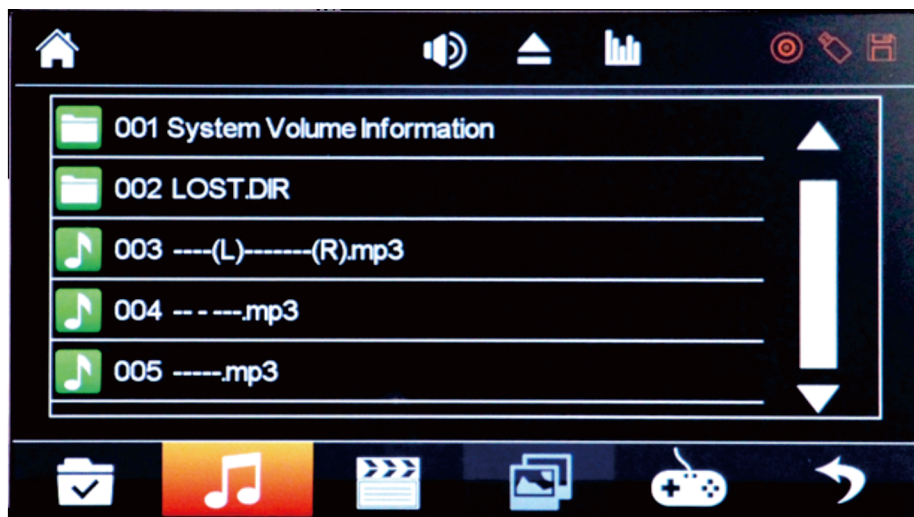 001 System Volume Information
002 LOST.DIR
003 ----(L)-------(R).mp3
004 -- - ---.mp3
005 -----.mp3